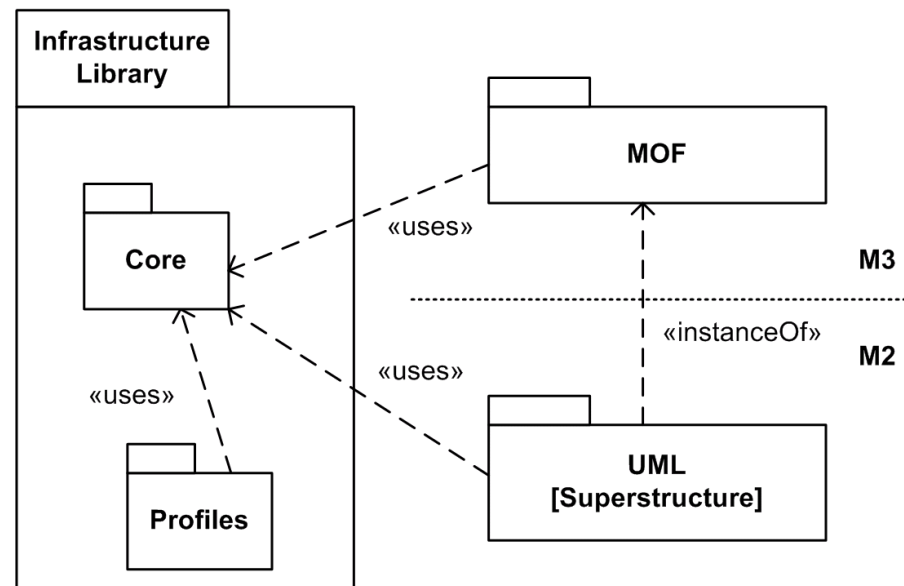 Infrastructure
Library
MOF
«uses»
Core
M3
«instanceOf»
M2
«uses»
«uses»
UML
[Superstructure]
Profiles